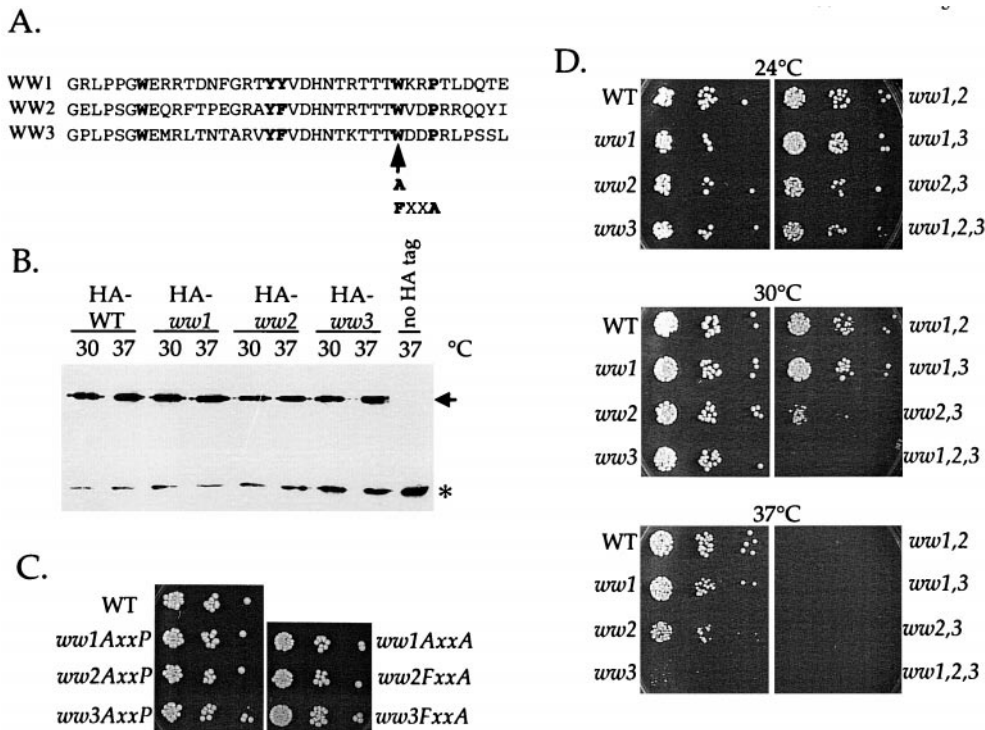 A.
WW1 GRLPPGWERRTDNFGRTYYVDHNTRTTTWKRPTLDQTE
WW2 GELPSGWEQRFTPEGRAYFVDHNTRTTTWVDPRRQQYI
WW3 GPLPSGWEMRLTNTARVYFVDHNTKTTTWDDPRLPSSL
A
FXXA
B.
HA-WT HA-ww1 HA-ww2 HA-ww3 no HA tag
30 37 30 37 30 37 30 37 37 °C
*
C.
WT
ww1AxxP ww1AxxA
ww2AxxP ww2FxxA
ww3AxxP ww3FxxA
D.
24°C
WT ww1,2
ww1 ww1,3
ww2 ww2,3
ww3 ww1,2,3
30°C
WT ww1,2
ww1 ww1,3
ww2 ww2,3
ww3 ww1,2,3
37°C
WT ww1,2
ww1 ww1,3
ww2 ww2,3
ww3 ww1,2,3